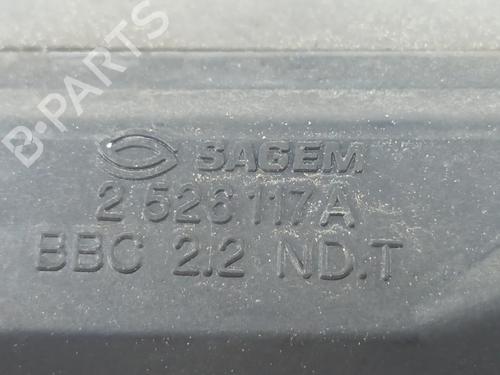 B-PARTS
SAGEM
2 526 117 A
BBC 2.2 ND.T